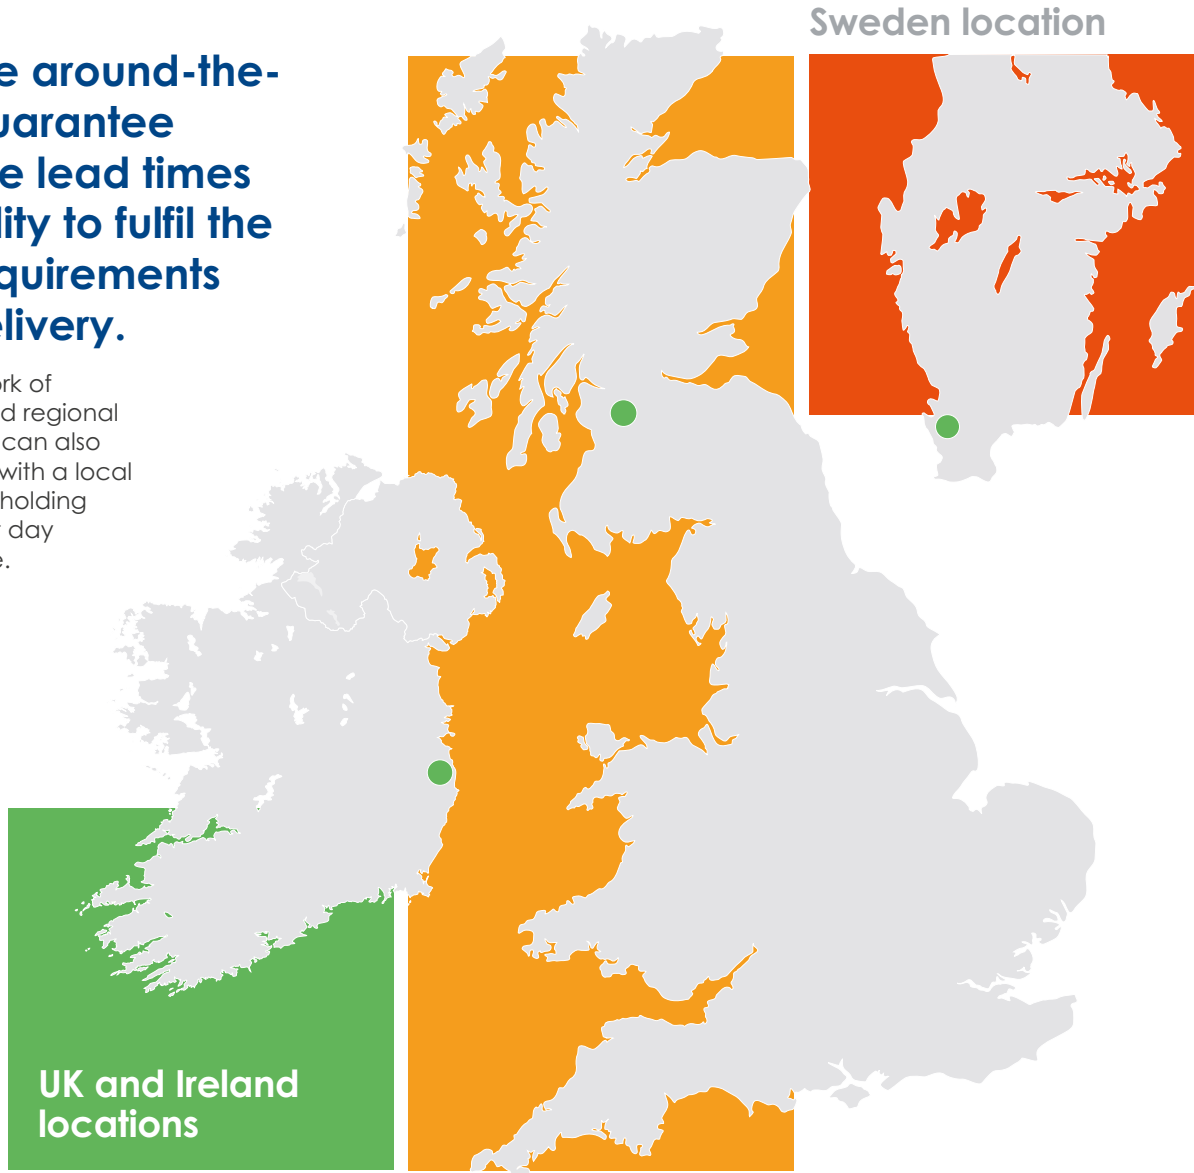 Sweden location
e around-the-
uarantee
e lead times
lity to fulfil the
quirements
elivery.
rk of
d regional
can also
with a local
holding
day
e.
UK and Ireland
locations